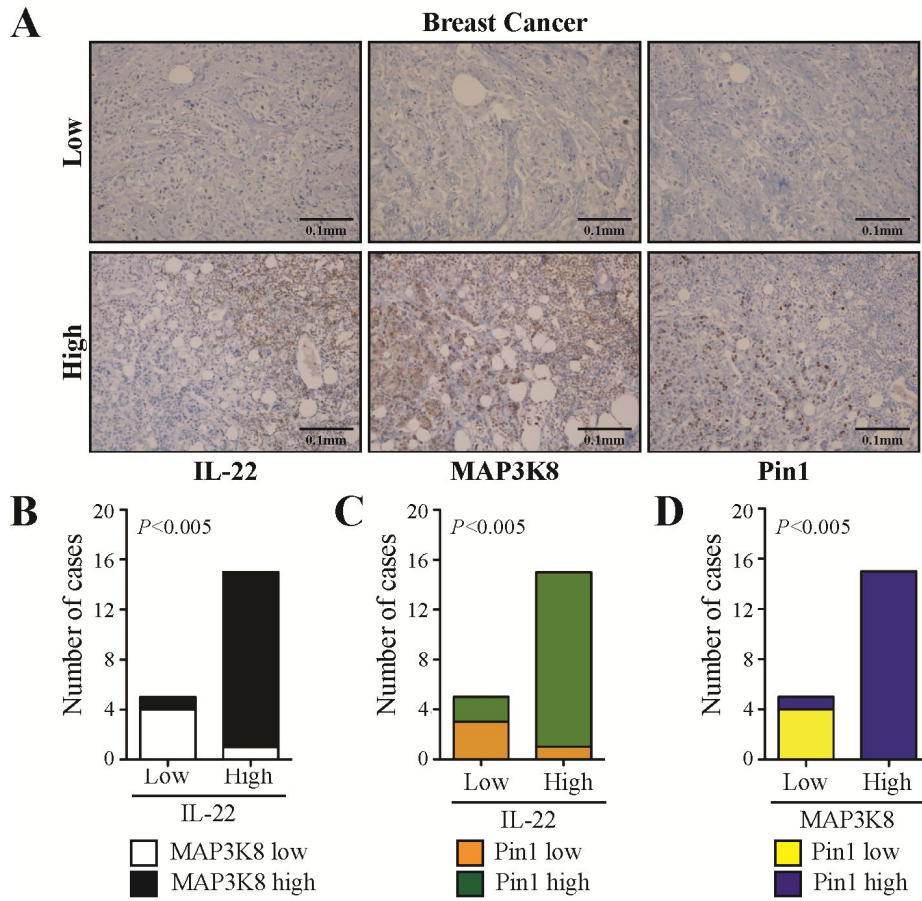 A
Breast Cancer
Low
0.1mm
0.1mm
0.1mm
High
0.1mm
0.1mm
0.1mm
IL-22
MAP3K8
Pin1
B
Number of cases
20
16
12
8
4
0
P<0.005
Low
High
IL-22
MAP3K8 low
MAP3K8 high
C
Number of cases
20
16
12
8
4
0
P<0.005
Low
High
IL-22
Pin1 low
Pin1 high
D
Number of cases
20
16
12
8
4
0
P<0.005
Low
High
MAP3K8
Pin1 low
Pin1 high